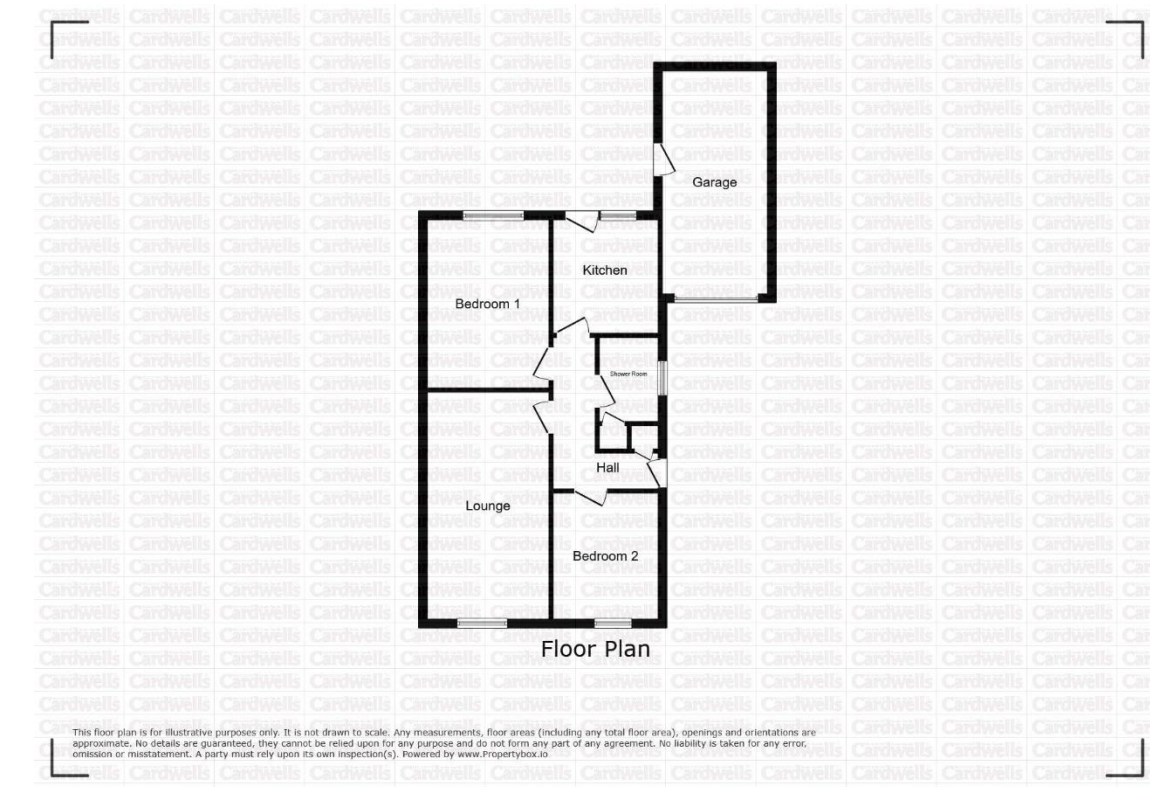 Garage
Kitchen
Bedroom 1
Shower Room
Hall
Lounge
Bedroom 2
Floor Plan
This floor plan is for illustrative purposes only. It is not drawn to scale. Any measurements, floor areas (including any total floor area), openings and orientations are
approximate. No details are guaranteed, they cannot be relied upon for any purpose and do not form any part of any agreement. No liability is taken for any error,
omission or misstatement. A party must rely upon its own inspection(s). Powered by www.Propertybox.io
Cardwells